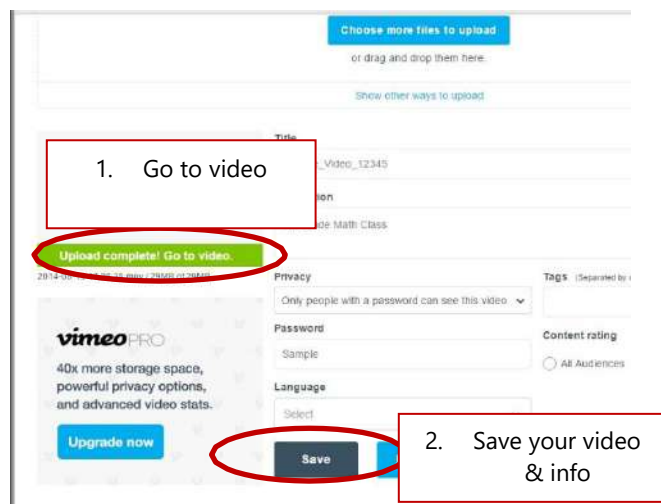 Choose more files to upload
or drag and drop them here.
Show other ways to upload
Title
1. Go to video
_Video_12345
Math Class
Upload complete! Go to video.
Privacy
Tags (Separated by
Only people with a password can see this video
Password
Sample
Content rating
All Audiences
Language
Select
vimeo PRO
40x more storage space,
powerful privacy options,
and advanced video stats.
Upgrade now
Save
2. Save your video
& info